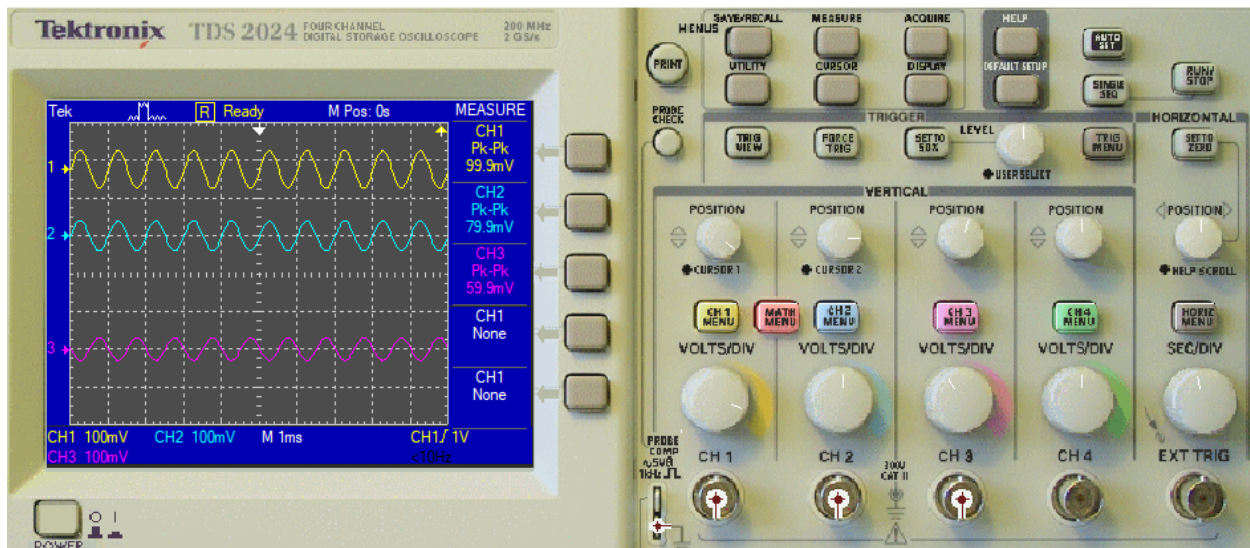 Tektronix TDS 2024 FOUR CHANNEL DIGITAL STORAGE OSCILLOSCOPE 200 MHz 2 GS/s
Tek R Ready M Pos: 0s MEASURE
CH1
Pk-Pk
99.9mV
CH2
Pk-Pk
79.9mV
CH3
Pk-Pk
59.9mV
CH1
None
CH1
None
1
2
3
CH1 100mV CH2 100mV M 1ms CH1 1V
CH3 100mV <10Hz
POWER
MENUS
SAVE/RECALL MEASURE ACQUIRE HELP
PRINT
AUTO SET
UTILITY CURSOR DISPLAY DEFAULT SETUP
SINGLE SEQ
RUN/ STOP
PROBE CHECK
TRIGGER
HORIZONTAL
TRIG VIEW
FORCE TRIG
SET TO 50%
LEVEL
TRIG MENU
SET TO ZERO
USER SELECT
VERTICAL
POSITION POSITION POSITION POSITION POSITION
CURSOR 1 CURSOR 2 HELP SCROLL
CH 1 MENU
MATH MENU
CH 2 MENU
CH 3 MENU
CH 4 MENU
HORIZ MENU
VOLTS/DIV VOLTS/DIV VOLTS/DIV VOLTS/DIV SEC/DIV
PROBE COMP
~5V@
1kHz
CH 1 CH 2 CH 3 CH 4 EXT TRIG
300V
CAT II